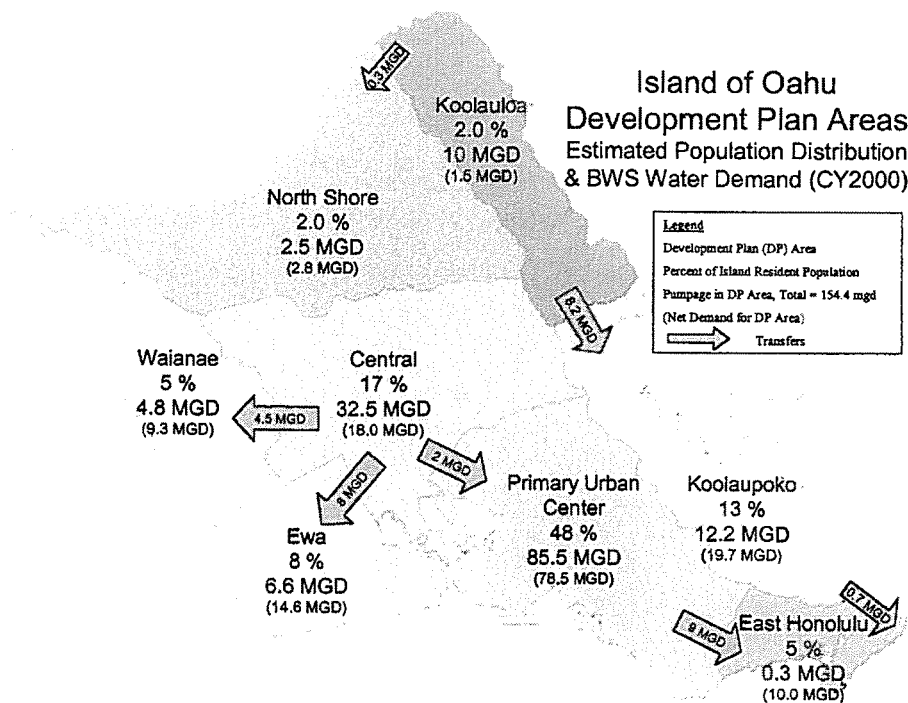 Island of Oahu
Development Plan Areas
Estimated Population Distribution
& BWS Water Demand (CY2000)
Legend
Development Plan (DP) Area
Percent of Island Resident Population
Pumpage in DP Area, Total = 154.4 mgd
(Net Demand for DP Area)
Transfers
0.3 MGD
Koolauloa
2.0 %
10 MGD
(1.5 MGD)
North Shore
2.0 %
2.5 MGD
(2.8 MGD)
8.2 MGD
Waianae
5 %
4.8 MGD
(9.3 MGD)
4.5 MGD
Central
17 %
32.5 MGD
(18.0 MGD)
2 MGD
8 MGD
Ewa
8 %
6.6 MGD
(14.6 MGD)
Primary Urban
Center
48 %
85.5 MGD
(78.5 MGD)
Koolaupoko
13 %
12.2 MGD
(19.7 MGD)
9 MGD
0.7 MGD
East Honolulu
5 %
0.3 MGD
(10.0 MGD)